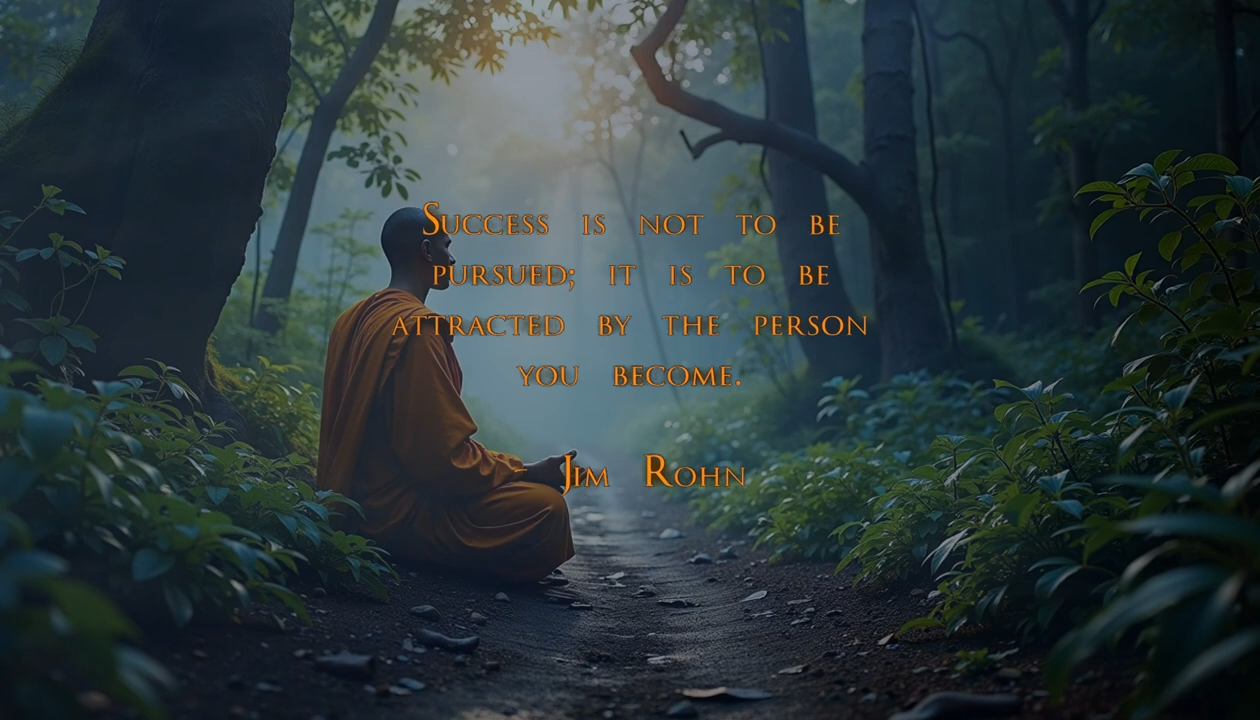 Success is not to be
pursued; it is to be
attracted by the person
you become.
- Jim Rohn